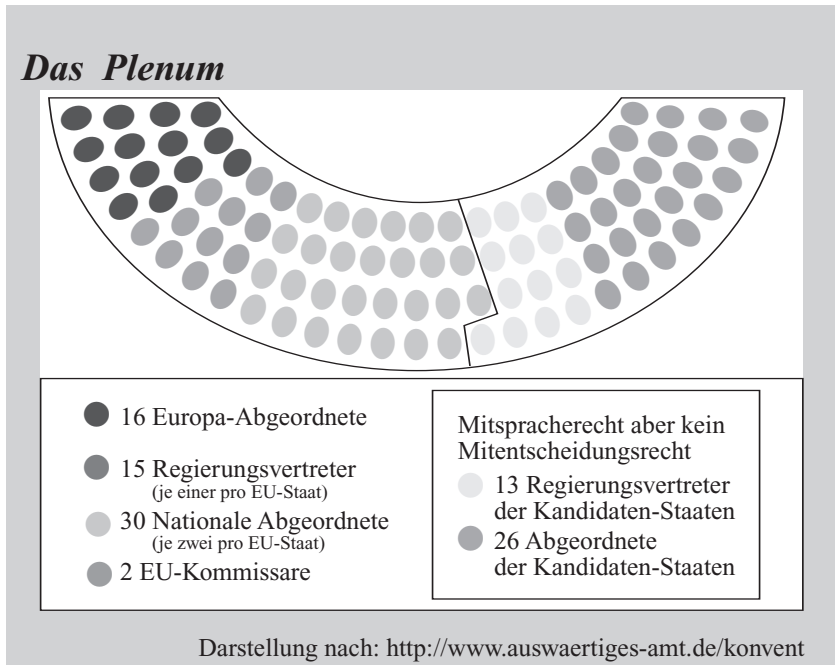 Das Plenum
16 Europa-Abgeordnete
15 Regierungsvertreter
(je einer pro EU-Staat)
30 Nationale Abgeordnete
(je zwei pro EU-Staat)
2 EU-Kommissare
Mitspracherecht aber kein
Mitentscheidungsrecht
13 Regierungsvertreter
der Kandidaten-Staaten
26 Abgeordnete
der Kandidaten-Staaten
Darstellung nach: http://www.auswaertiges-amt.de/konvent